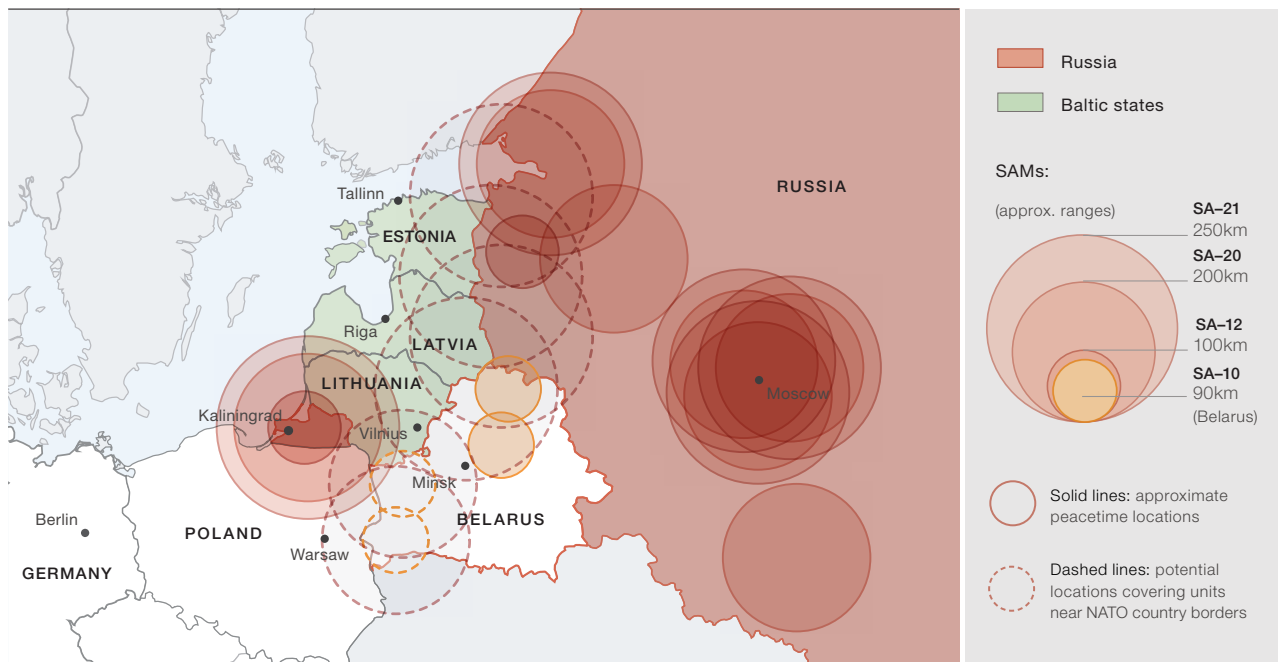 Tallinn
ESTONIA
RUSSIA
Riga
LATVIA
LITHUANIA
Moscow
Kaliningrad
Vilnius
Minsk
Berlin
POLAND
BELARUS
Warsaw
GERMANY
Russia
Baltic states
SAMs:
(approx. ranges)
SA–21
250km
SA–20
200km
SA–12
100km
SA–10
90km
(Belarus)
Solid lines: approximate
peacetime locations
Dashed lines: potential
locations covering units
near NATO country borders